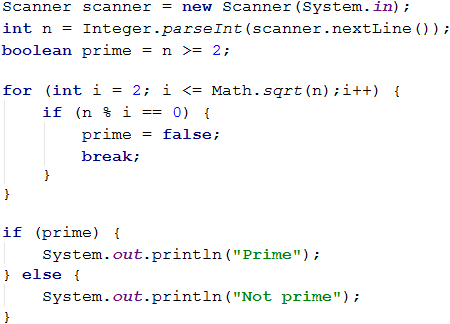 Scanner scanner = new Scanner(System.in);
int n = Integer.parseInt(scanner.nextLine());
boolean prime = n >= 2;
for (int i = 2; i <= Math.sqrt(n);i++) {
    if (n % i == 0) {
        prime = false;
        break;
    }
}
if (prime) {
    System.out.println("Prime");
} else {
    System.out.println("Not prime");
}